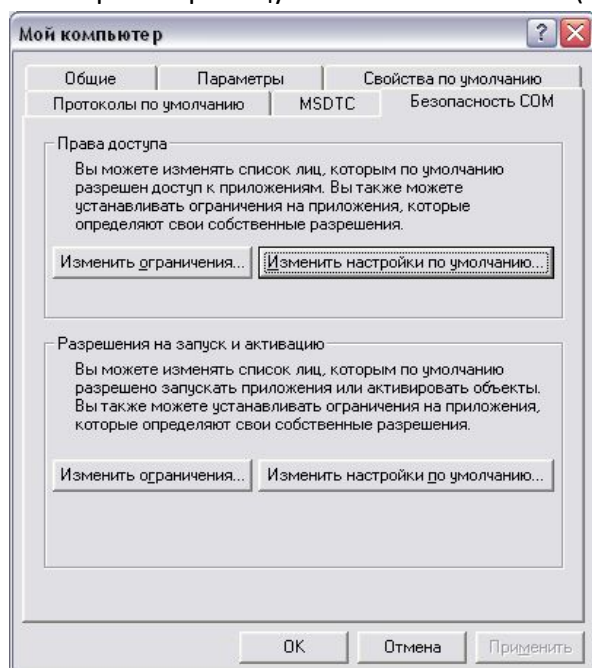 Мой компьютер
Общие Параметры Свойства по умолчанию
Протоколы по умолчанию MSDTC Безопасность COM
Права доступа
Вы можете изменять список лиц, которым по умолчанию
разрешен доступ к приложениям. Вы также можете
устанавливать ограничения на приложения, которые
определяют свои собственные разрешения.
Изменить ограничения... Изменить настройки по умолчанию...
Разрешения на запуск и активацию
Вы можете изменять список лиц, которым по умолчанию
разрешено запускать приложения или активировать объекты.
Вы также можете устанавливать ограничения на приложения,
которые определяют свои собственные разрешения.
Изменить ограничения... Изменить настройки по умолчанию...
OK Отмена Применить